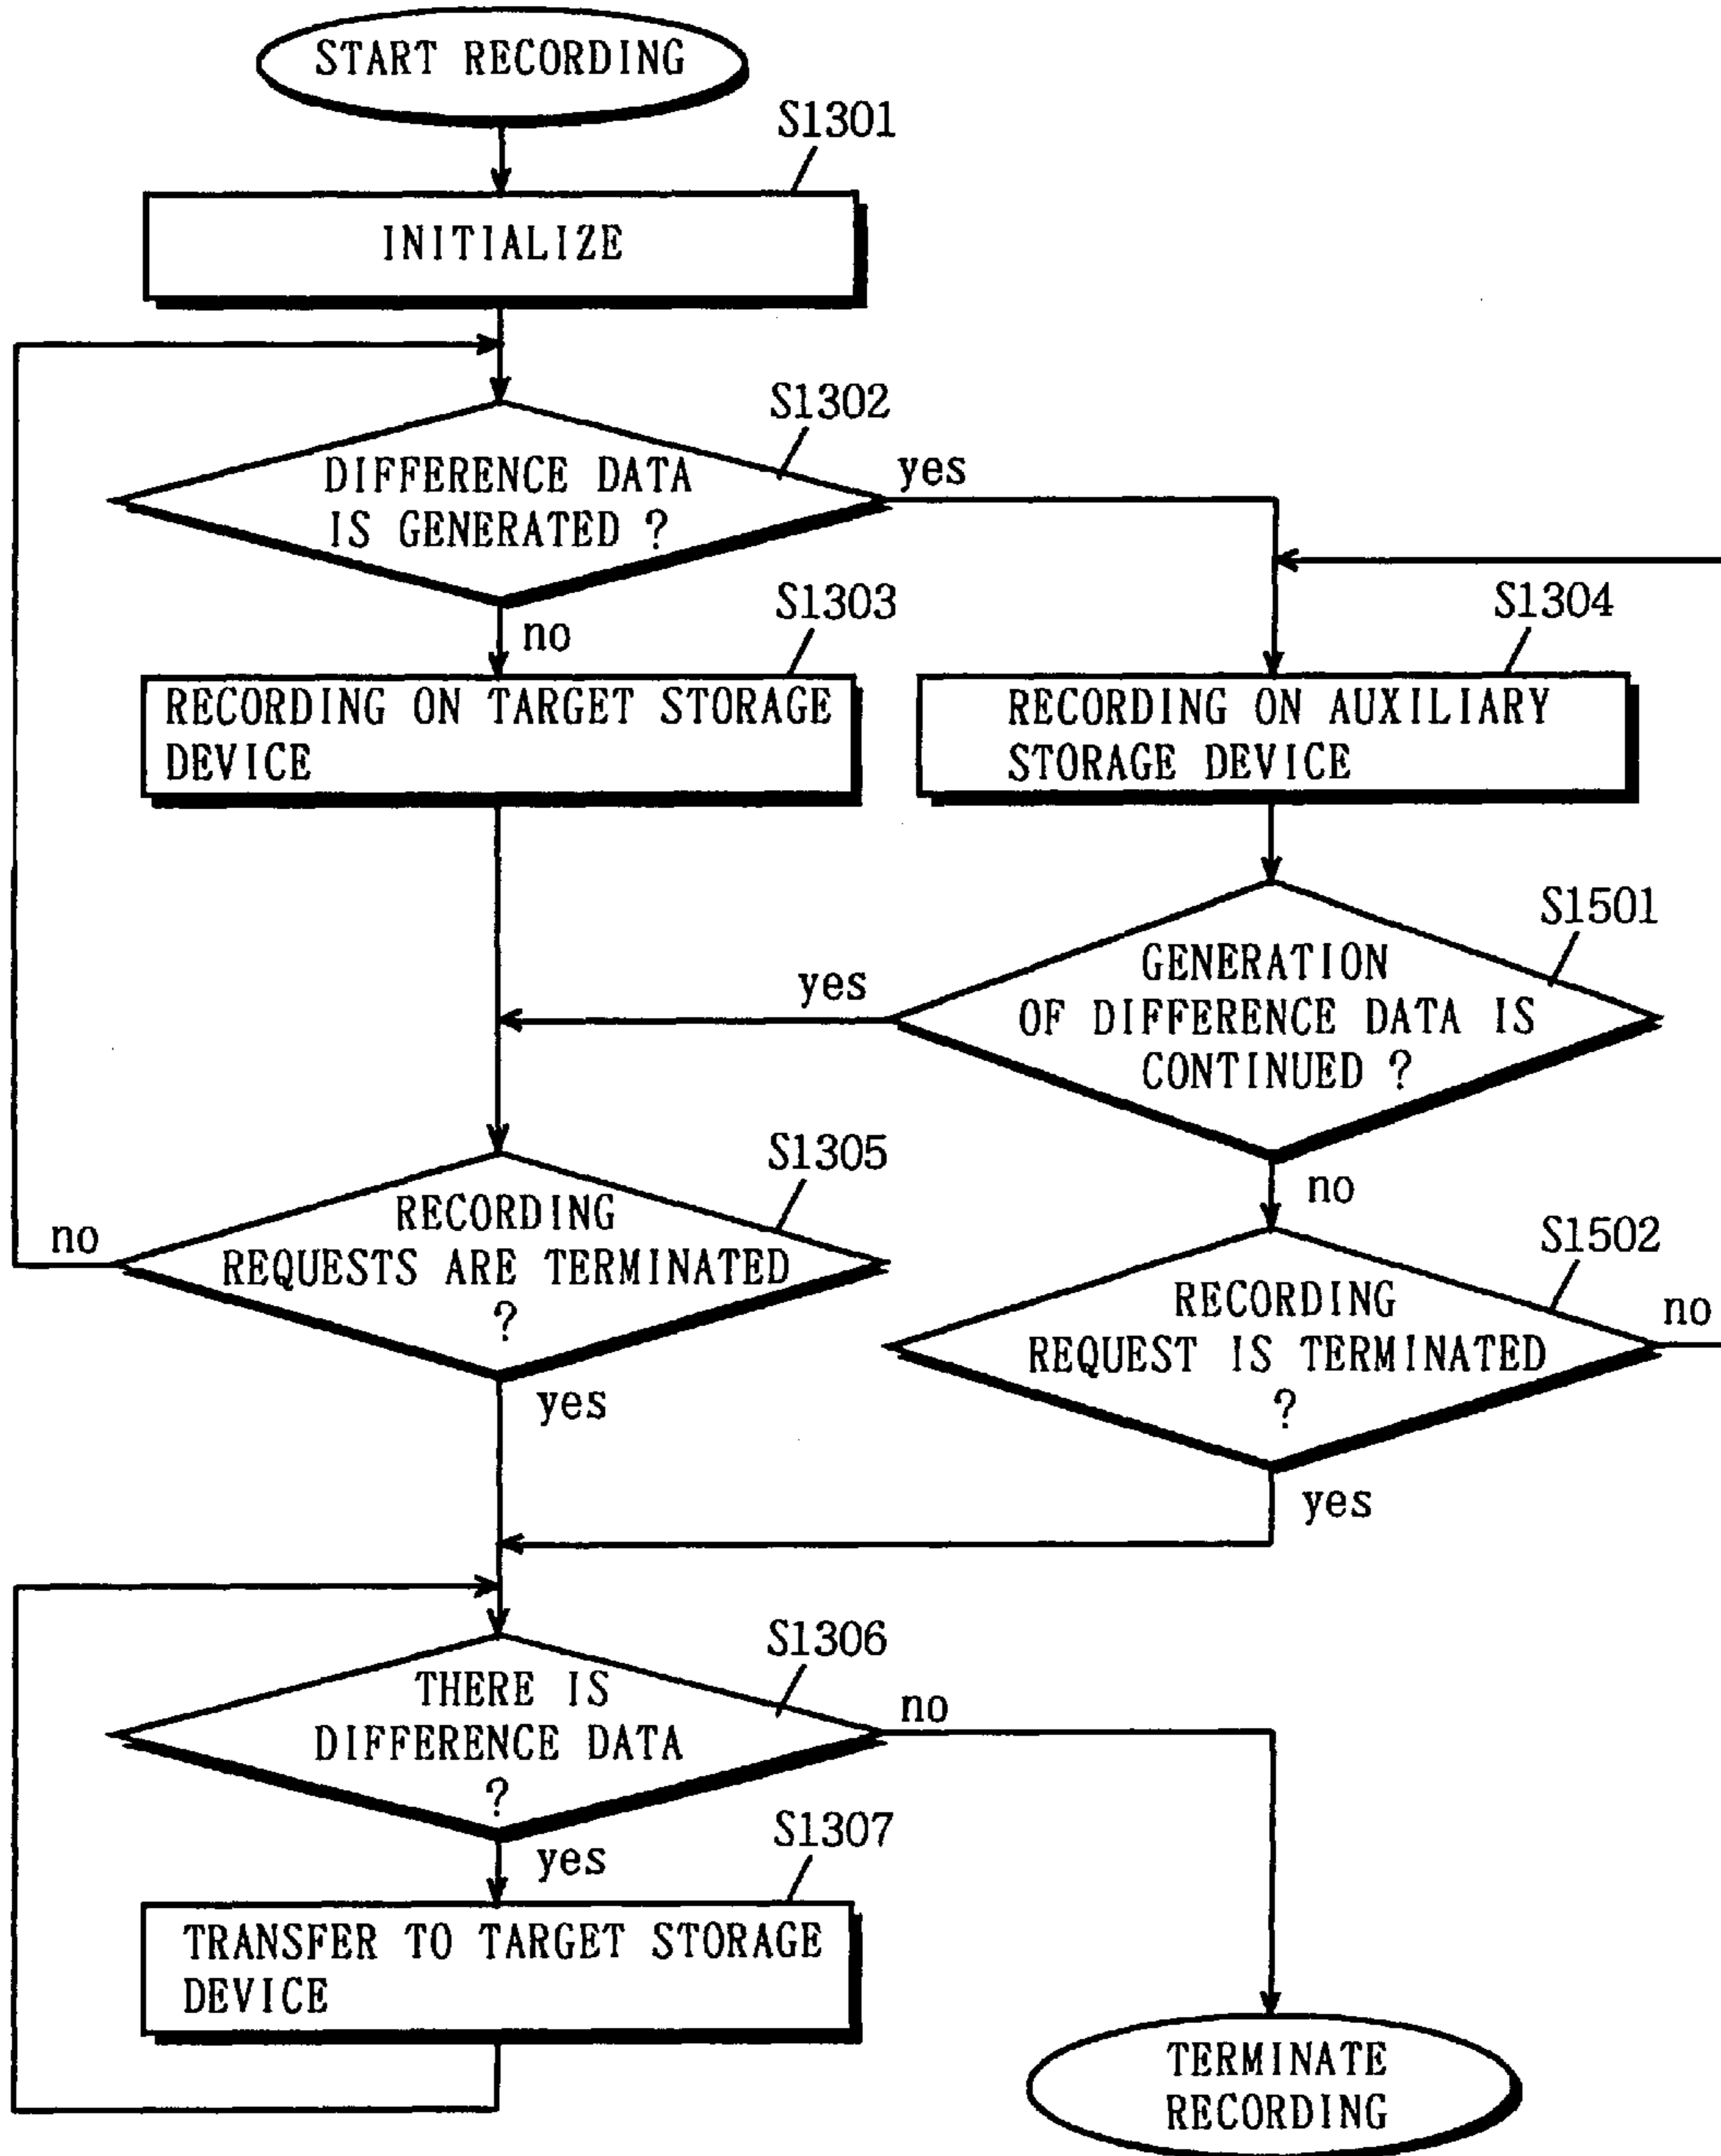 START RECORDING
S1301
INITIALIZE
S1302
DIFFERENCE DATA
IS GENERATED ?
yes
no
S1303
RECORDING ON TARGET STORAGE
DEVICE
S1304
RECORDING ON AUXILIARY
STORAGE DEVICE
S1501
GENERATION
OF DIFFERENCE DATA IS
CONTINUED ?
yes
no
S1305
RECORDING
REQUESTS ARE TERMINATED
?
no
yes
S1502
RECORDING
REQUEST IS TERMINATED
?
no
yes
S1306
THERE IS
DIFFERENCE DATA
?
no
yes
S1307
TRANSFER TO TARGET STORAGE
DEVICE
TERMINATE
RECORDING